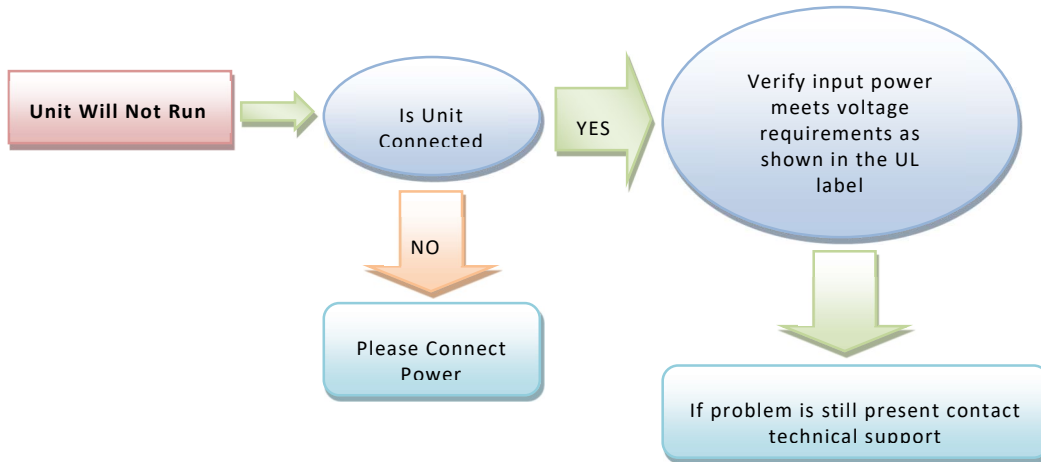 Unit Will Not Run
Is Unit
Connected
YES
Verify input power
meets voltage
requirements as
shown in the UL
label
NO
Please Connect
Power
If problem is still present contact
technical support